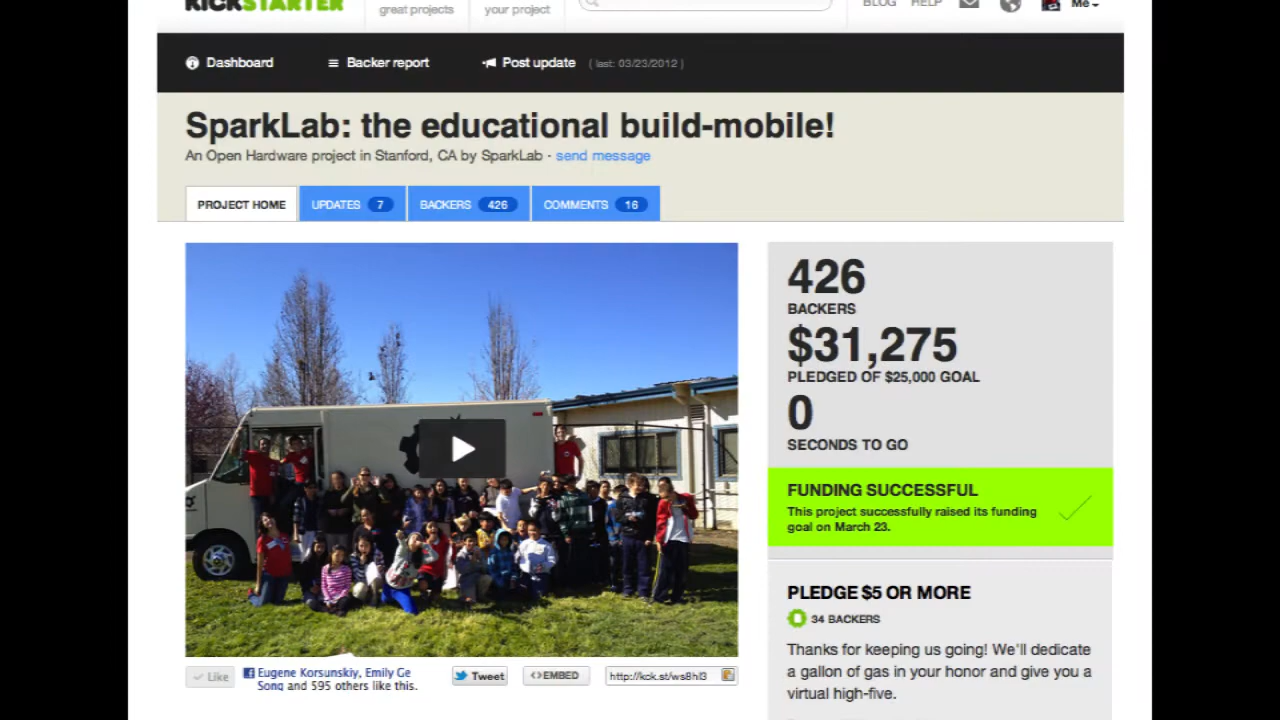 KICKSTARTER
great projects
your project
BLOG HELP
Me
Dashboard
Backer report
Post update
( last: 03/23/2012 )
SparkLab: the educational build-mobile!
An Open Hardware project in Stanford, CA by SparkLab · send message
PROJECT HOME
UPDATES 7
BACKERS 426
COMMENTS 16
426
BACKERS
$31,275
PLEDGED OF $25,000 GOAL
0
SECONDS TO GO
FUNDING SUCCESSFUL
This project successfully raised its funding
goal on March 23.
PLEDGE $5 OR MORE
34 BACKERS
Thanks for keeping us going! We'll dedicate
a gallon of gas in your honor and give you a
virtual high-five.
Like
Eugene Korsunskiy, Emily Ge
Song and 595 others like this.
Tweet
<>EMBED
http://kck.st/ws8hl3